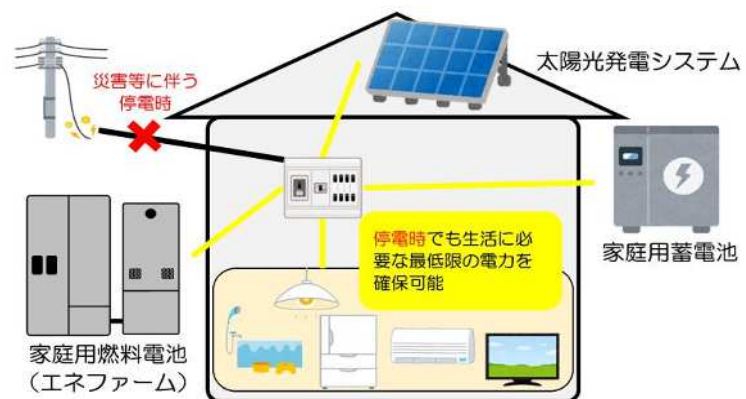 災害等に伴う
停電時
太陽光発電システム
家庭用蓄電池
停電時でも生活に必
要な最低限の電力を
確保可能
家庭用燃料電池
（エネファーム）